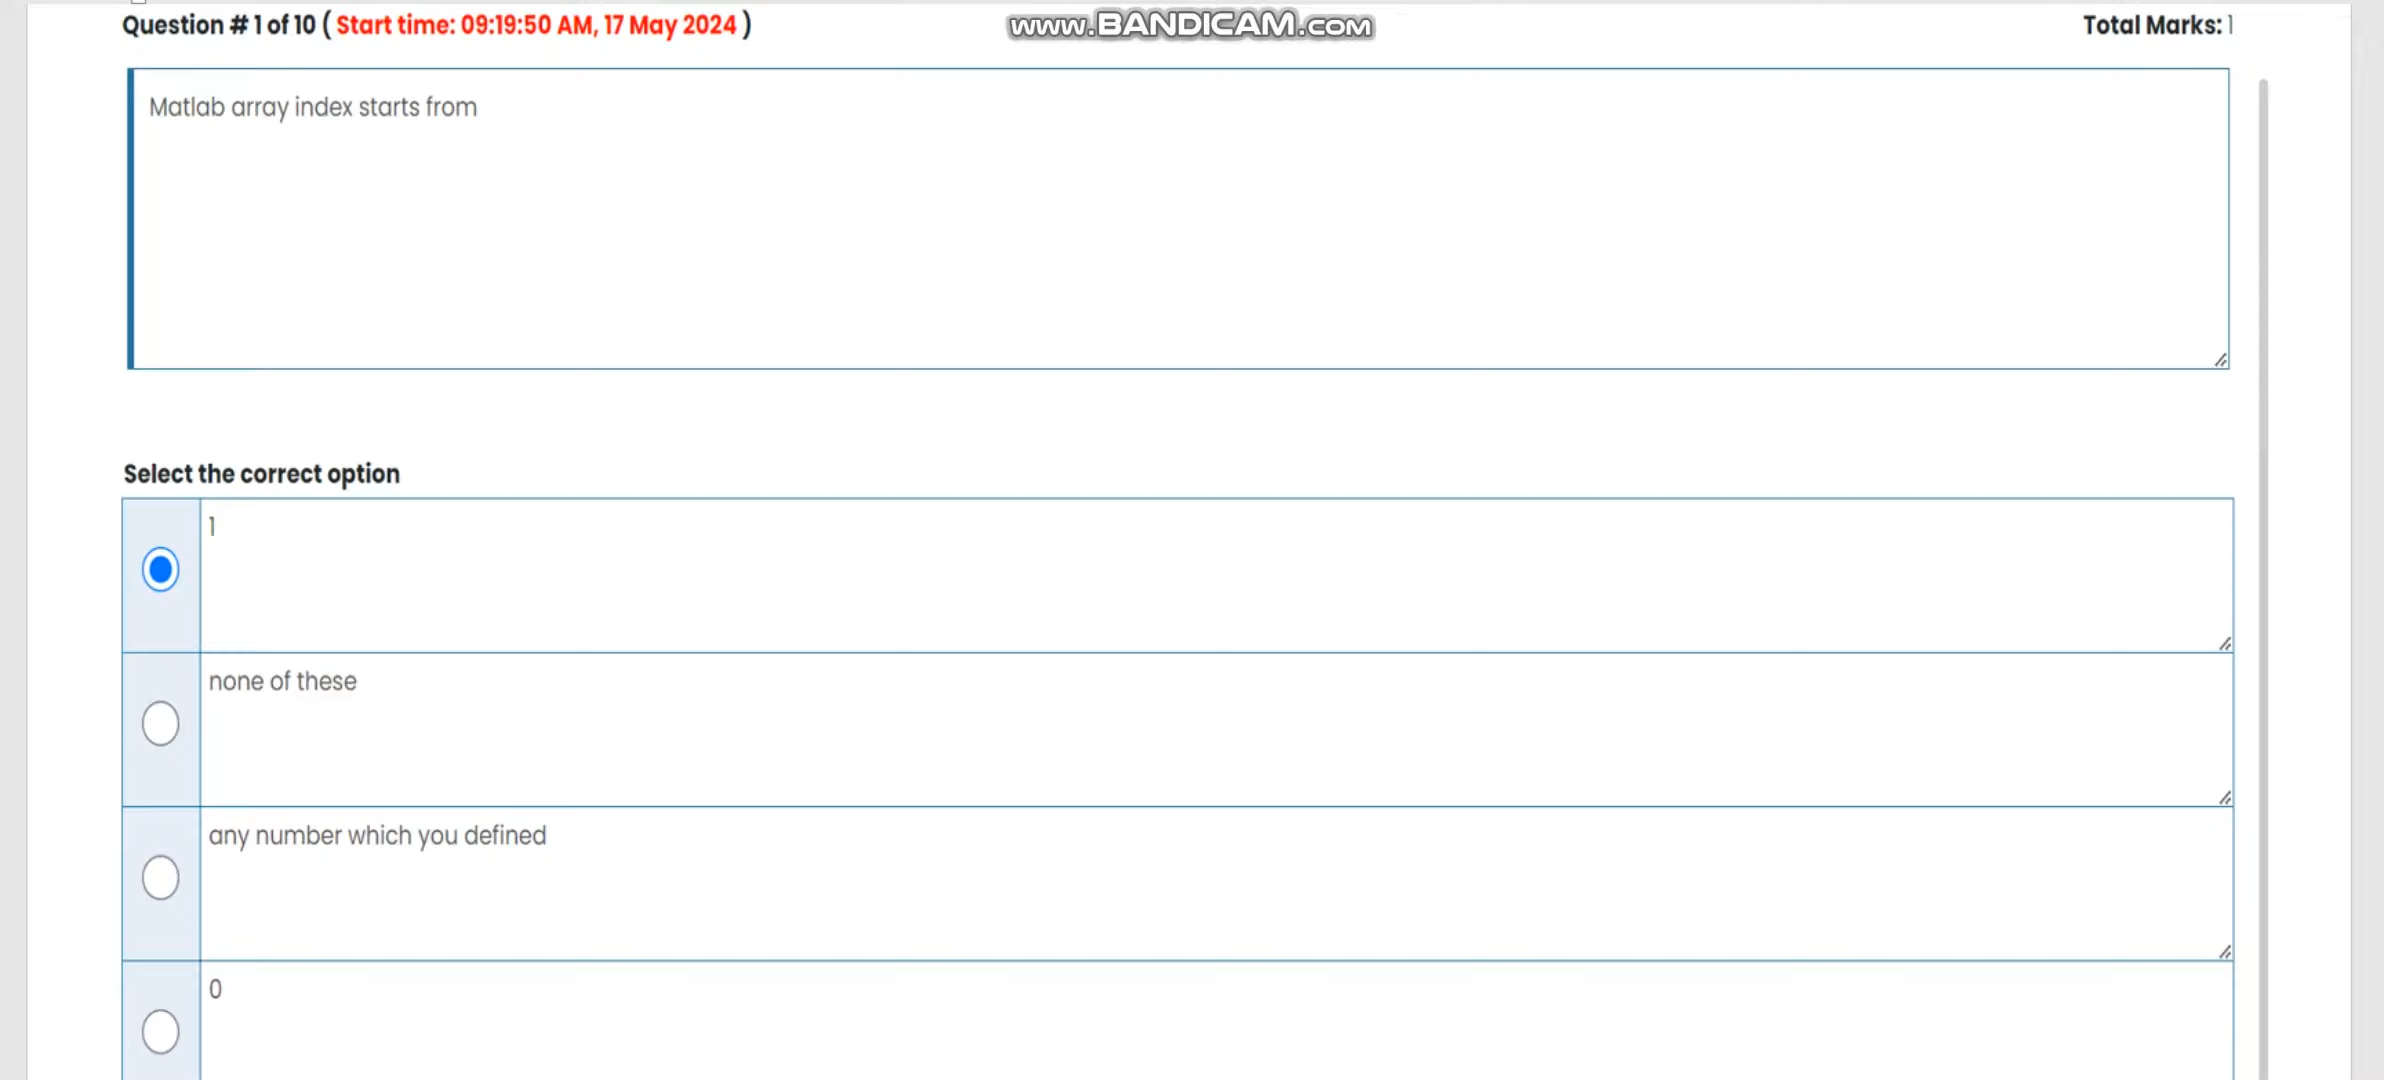 Question # 1 of 10 ( Start time: 09:19:50 AM, 17 May 2024 )
www.BANDICAM.com
Total Marks: 1
Matlab array index starts from
Select the correct option
1
none of these
any number which you defined
0